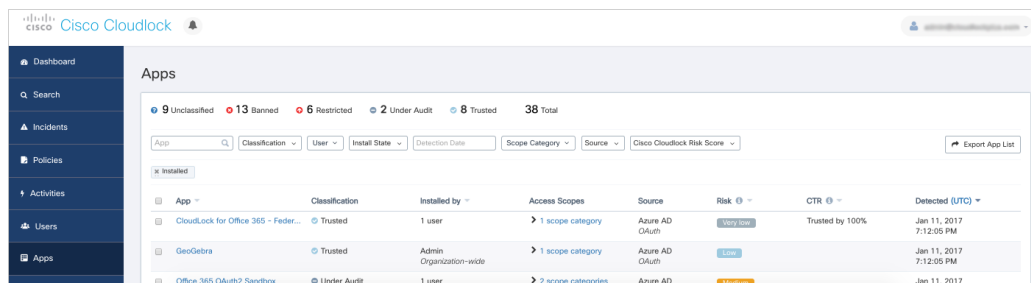 cisco Cisco Cloudlock
Dashboard
Search
Incidents
Policies
Activities
Users
Apps
Apps
9 Unclassified 13 Banned 6 Restricted 2 Under Audit 8 Trusted 38 Total
App Classification User Install State Detection Date Scope Category Source Cisco Cloudlock Risk Score Export App List
x Installed
App Classification Installed by Access Scopes Source Risk CTR Detected (UTC)
CloudLock for Office 365 - Feder... Trusted 1 user 1 scope category Azure AD Very low Trusted by 100% Jan 11, 2017
OAuth 7:12:05 PM
GeoGebra Trusted Admin 1 scope category Azure AD Low Jan 11, 2017
Organization-wide OAuth 7:12:05 PM
Office 365 OAuth2 Sandbox Under Audit 1 user 2 scope categories Azure AD Medium Jan 11, 2017